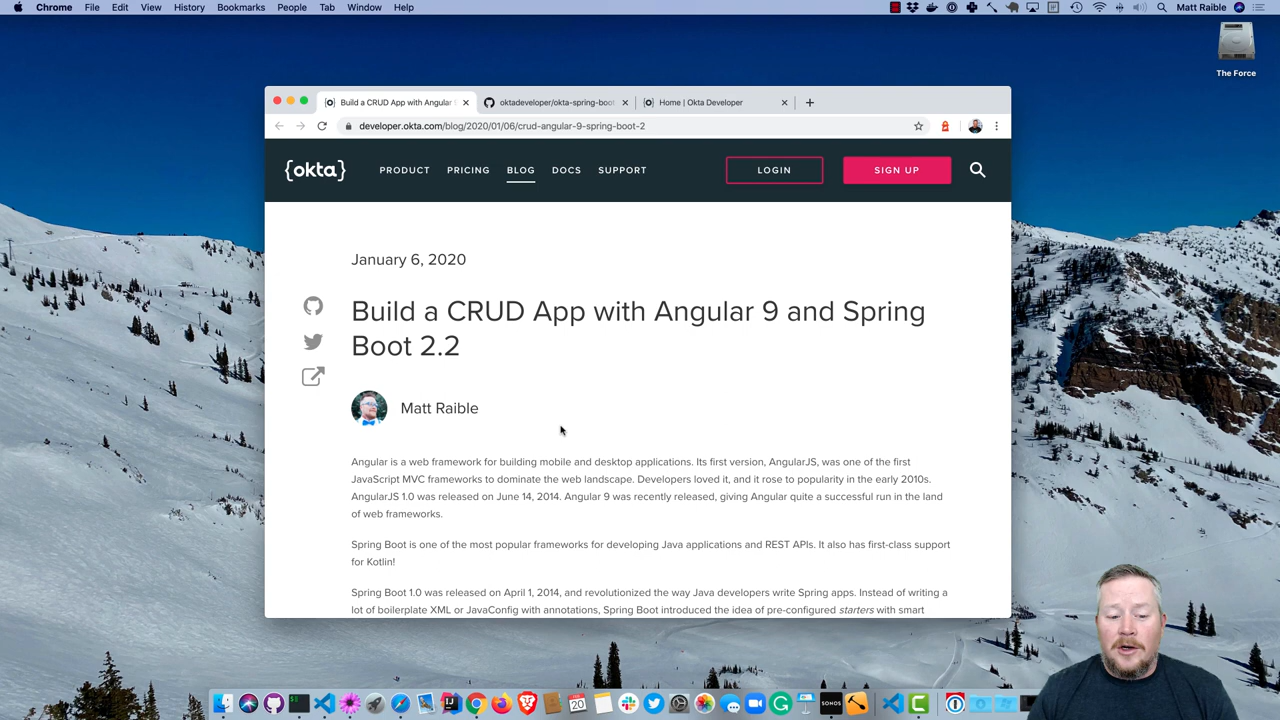 Chrome File Edit View History Bookmarks People Tab Window Help Matt Raible
The Force
Build a CRUD App with Angular oktadeveloper/okta-spring-boot Home | Okta Developer
developer.okta.com/blog/2020/01/06/crud-angular-9-spring-boot-2
{okta} PRODUCT PRICING BLOG DOCS SUPPORT LOGIN SIGN UP
January 6, 2020
Build a CRUD App with Angular 9 and Spring
Boot 2.2
Matt Raible
Angular is a web framework for building mobile and desktop applications. Its first version, AngularJS, was one of the first
JavaScript MVC frameworks to dominate the web landscape. Developers loved it, and it rose to popularity in the early 2010s.
AngularJS 1.0 was released on June 14, 2014. Angular 9 was recently released, giving Angular quite a successful run in the land
of web frameworks.
Spring Boot is one of the most popular frameworks for developing Java applications and REST APIs. It also has first-class support
for Kotlin!
Spring Boot 1.0 was released on April 1, 2014, and revolutionized the way Java developers write Spring apps. Instead of writing a
lot of boilerplate XML or JavaConfig with annotations, Spring Boot introduced the idea of pre-configured starters with smart
20
SONOS